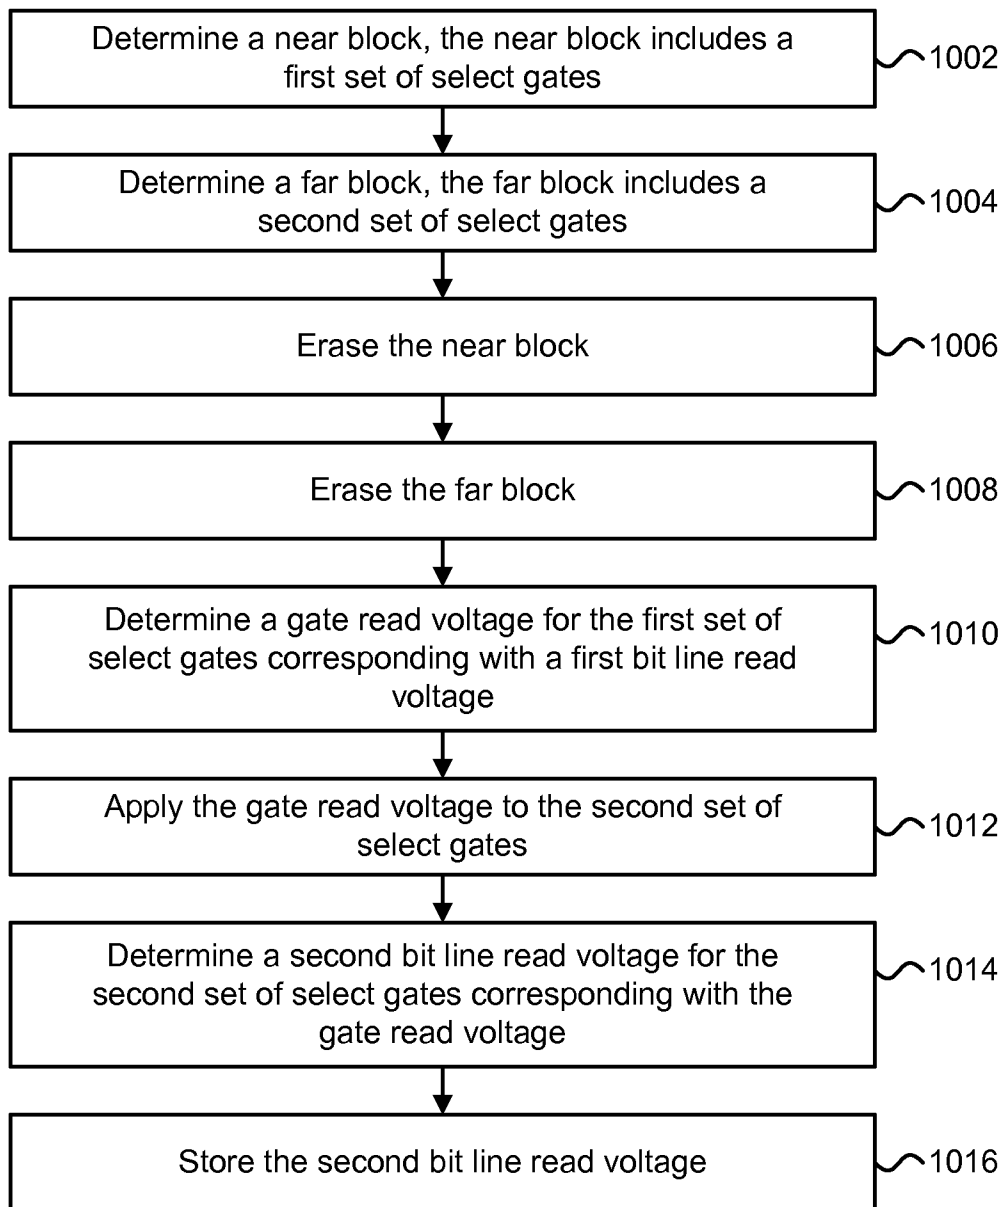 Determine a near block, the near block includes a
first set of select gates
1002
Determine a far block, the far block includes a
second set of select gates
1004
Erase the near block
1006
Erase the far block
1008
Determine a gate read voltage for the first set of
select gates corresponding with a first bit line read
voltage
1010
Apply the gate read voltage to the second set of
select gates
1012
Determine a second bit line read voltage for the
second set of select gates corresponding with the
gate read voltage
1014
Store the second bit line read voltage
1016